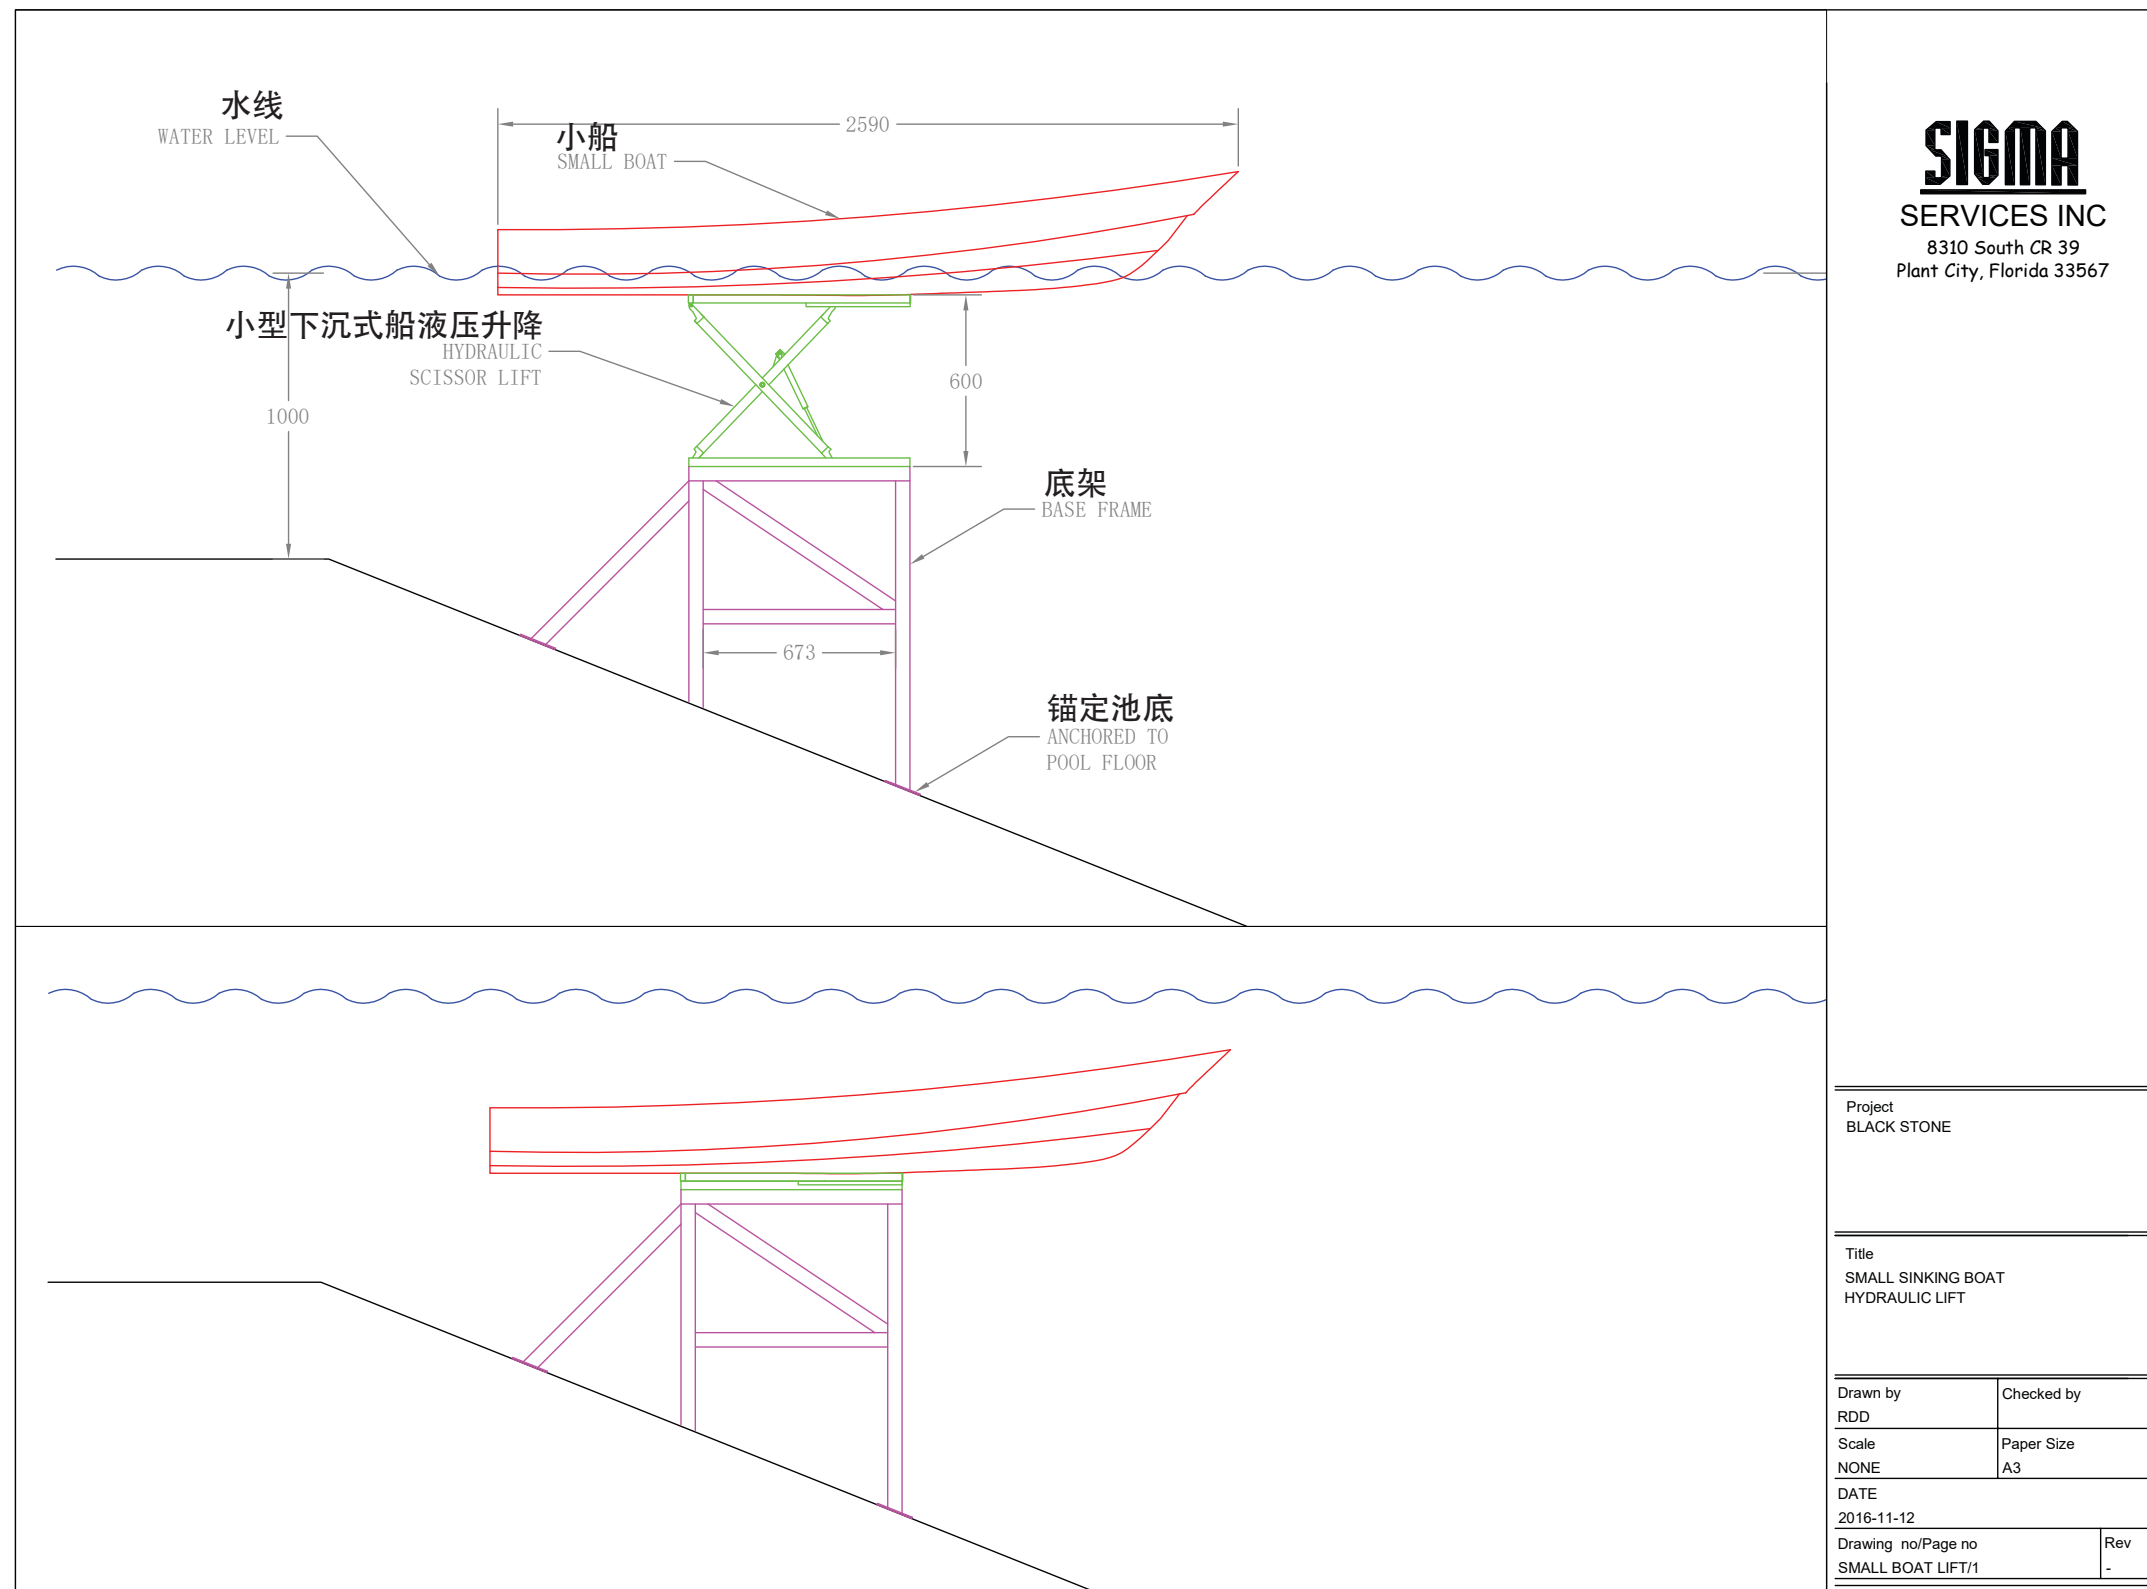 水线
WATER LEVEL
小船
SMALL BOAT
2590
小型下沉式船液压升降
HYDRAULIC
SCISSOR LIFT
1000
600
底架
BASE FRAME
673
锚定池底
ANCHORED TO
POOL FLOOR
SIGMA
SERVICES INC
8310 South CR 39
Plant City, Florida 33567
Project
BLACK STONE
Title
SMALL SINKING BOAT
HYDRAULIC LIFT
Drawn by
RDD
Checked by
Scale
NONE
Paper Size
A3
DATE
2016-11-12
Drawing no/Page no
SMALL BOAT LIFT/1
Rev
-